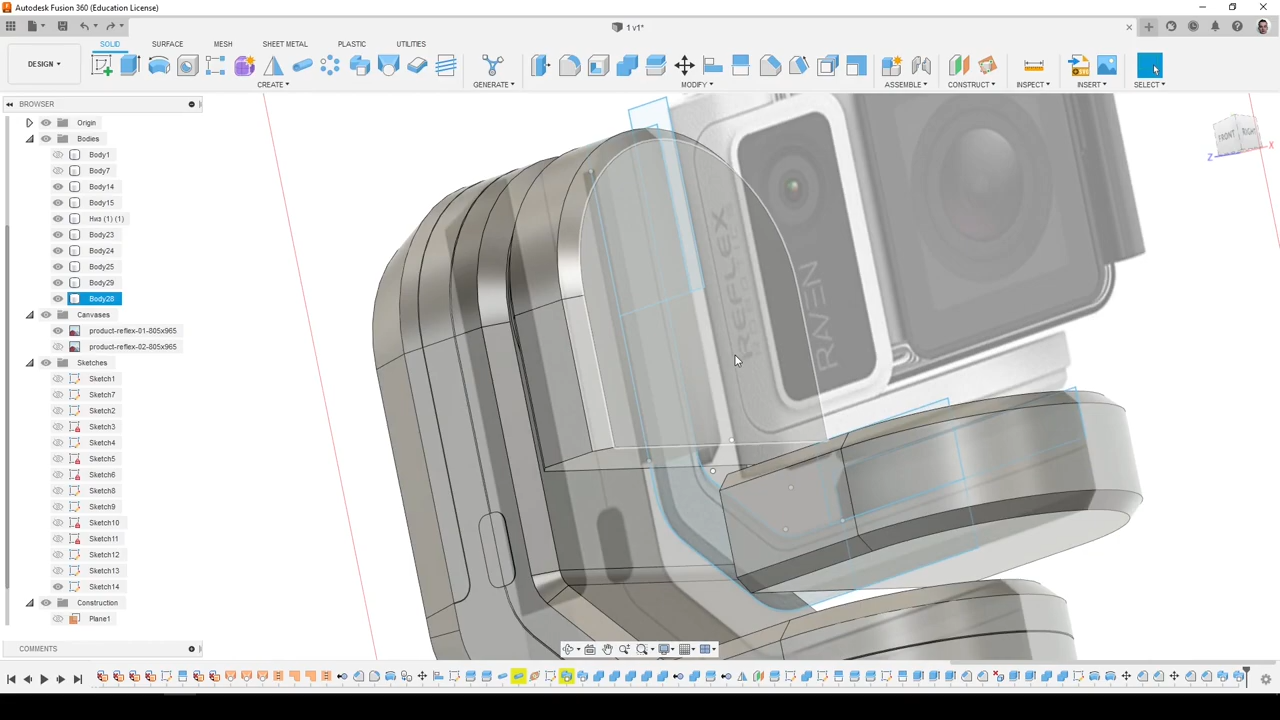 Autodesk Fusion 360 (Education License)
1 v1*
DESIGN
SOLID
SURFACE
MESH
SHEET METAL
PLASTIC
UTILITIES
CREATE
GENERATE
MODIFY
ASSEMBLE
CONSTRUCT
INSPECT
INSERT
SELECT
BROWSER
Origin
Bodies
Body1
Body7
Body14
Body15
Низ (1) (1)
Body23
Body24
Body25
Body29
Body28
Canvases
product-reflex-01-805x965
product-reflex-02-805x965
Sketches
Sketch1
Sketch7
Sketch2
Sketch3
Sketch4
Sketch5
Sketch6
Sketch8
Sketch9
Sketch10
Sketch11
Sketch12
Sketch13
Sketch14
Construction
Plane1
COMMENTS
REFLEX
RAVEN
FRONT
RIGHT
Z
X